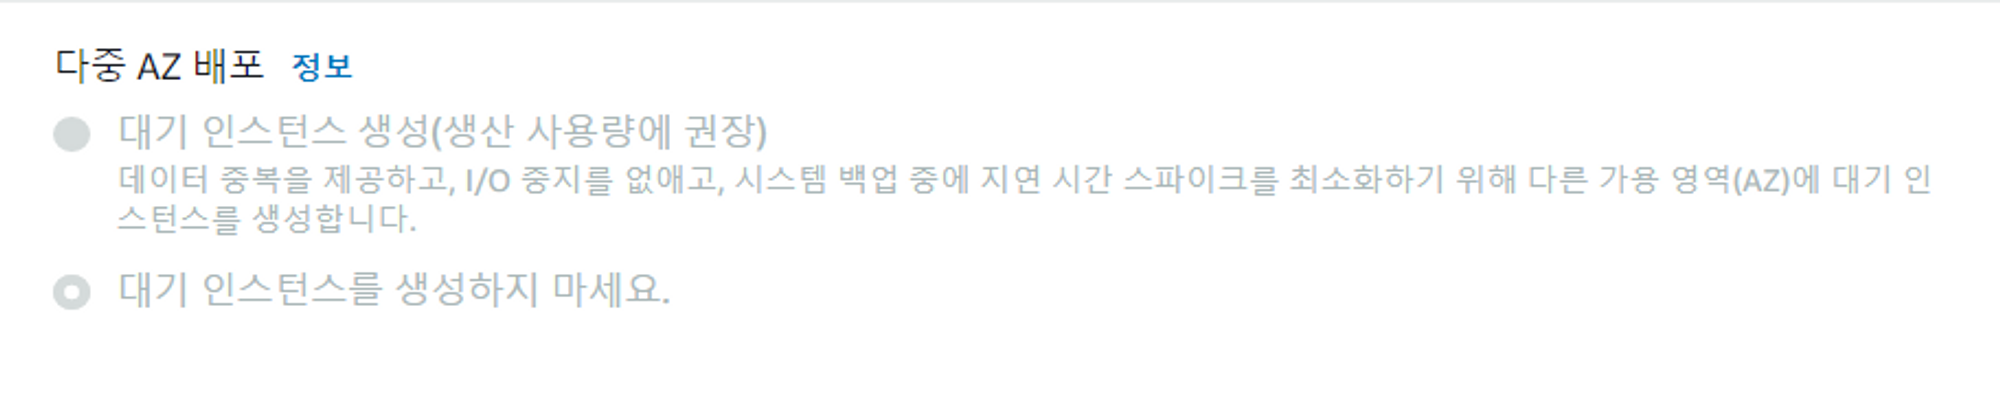 다중 AZ 배포 정보
대기 인스턴스 생성(생산 사용량에 권장)
데이터 중복을 제공하고, I/O 중지를 없애고, 시스템 백업 중에 지연 시간 스파이크를 최소화하기 위해 다른 가용 영역(AZ)에 대기 인
스턴스를 생성합니다.
대기 인스턴스를 생성하지 마세요.